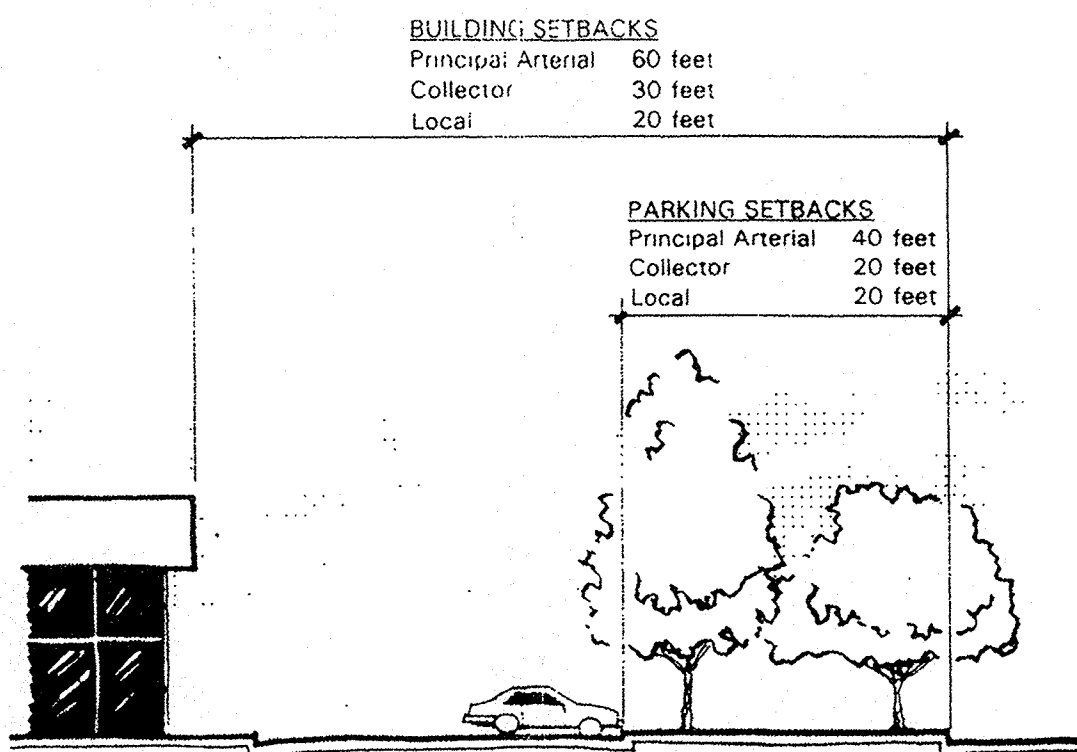 BUILDING SETBACKS
Principal Arterial 60 feet
Collector 30 feet
Local 20 feet
PARKING SETBACKS
Principal Arterial 40 feet
Collector 20 feet
Local 20 feet